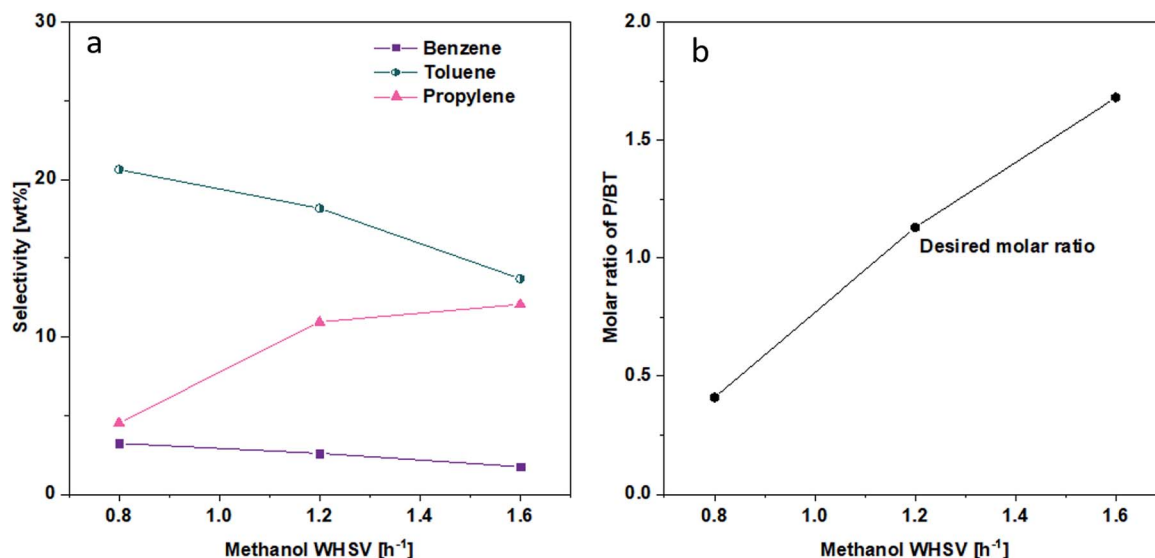 a
Benzene
Toluene
Propylene
30
20
10
0
0.8 1.0 1.2 1.4 1.6
Selectivity [wt%]
Methanol WHSV [h⁻¹]
b
2.0
1.5
1.0
0.5
0.0
0.8 1.0 1.2 1.4 1.6
Molar ratio of P/BT
Desired molar ratio
Methanol WHSV [h⁻¹]